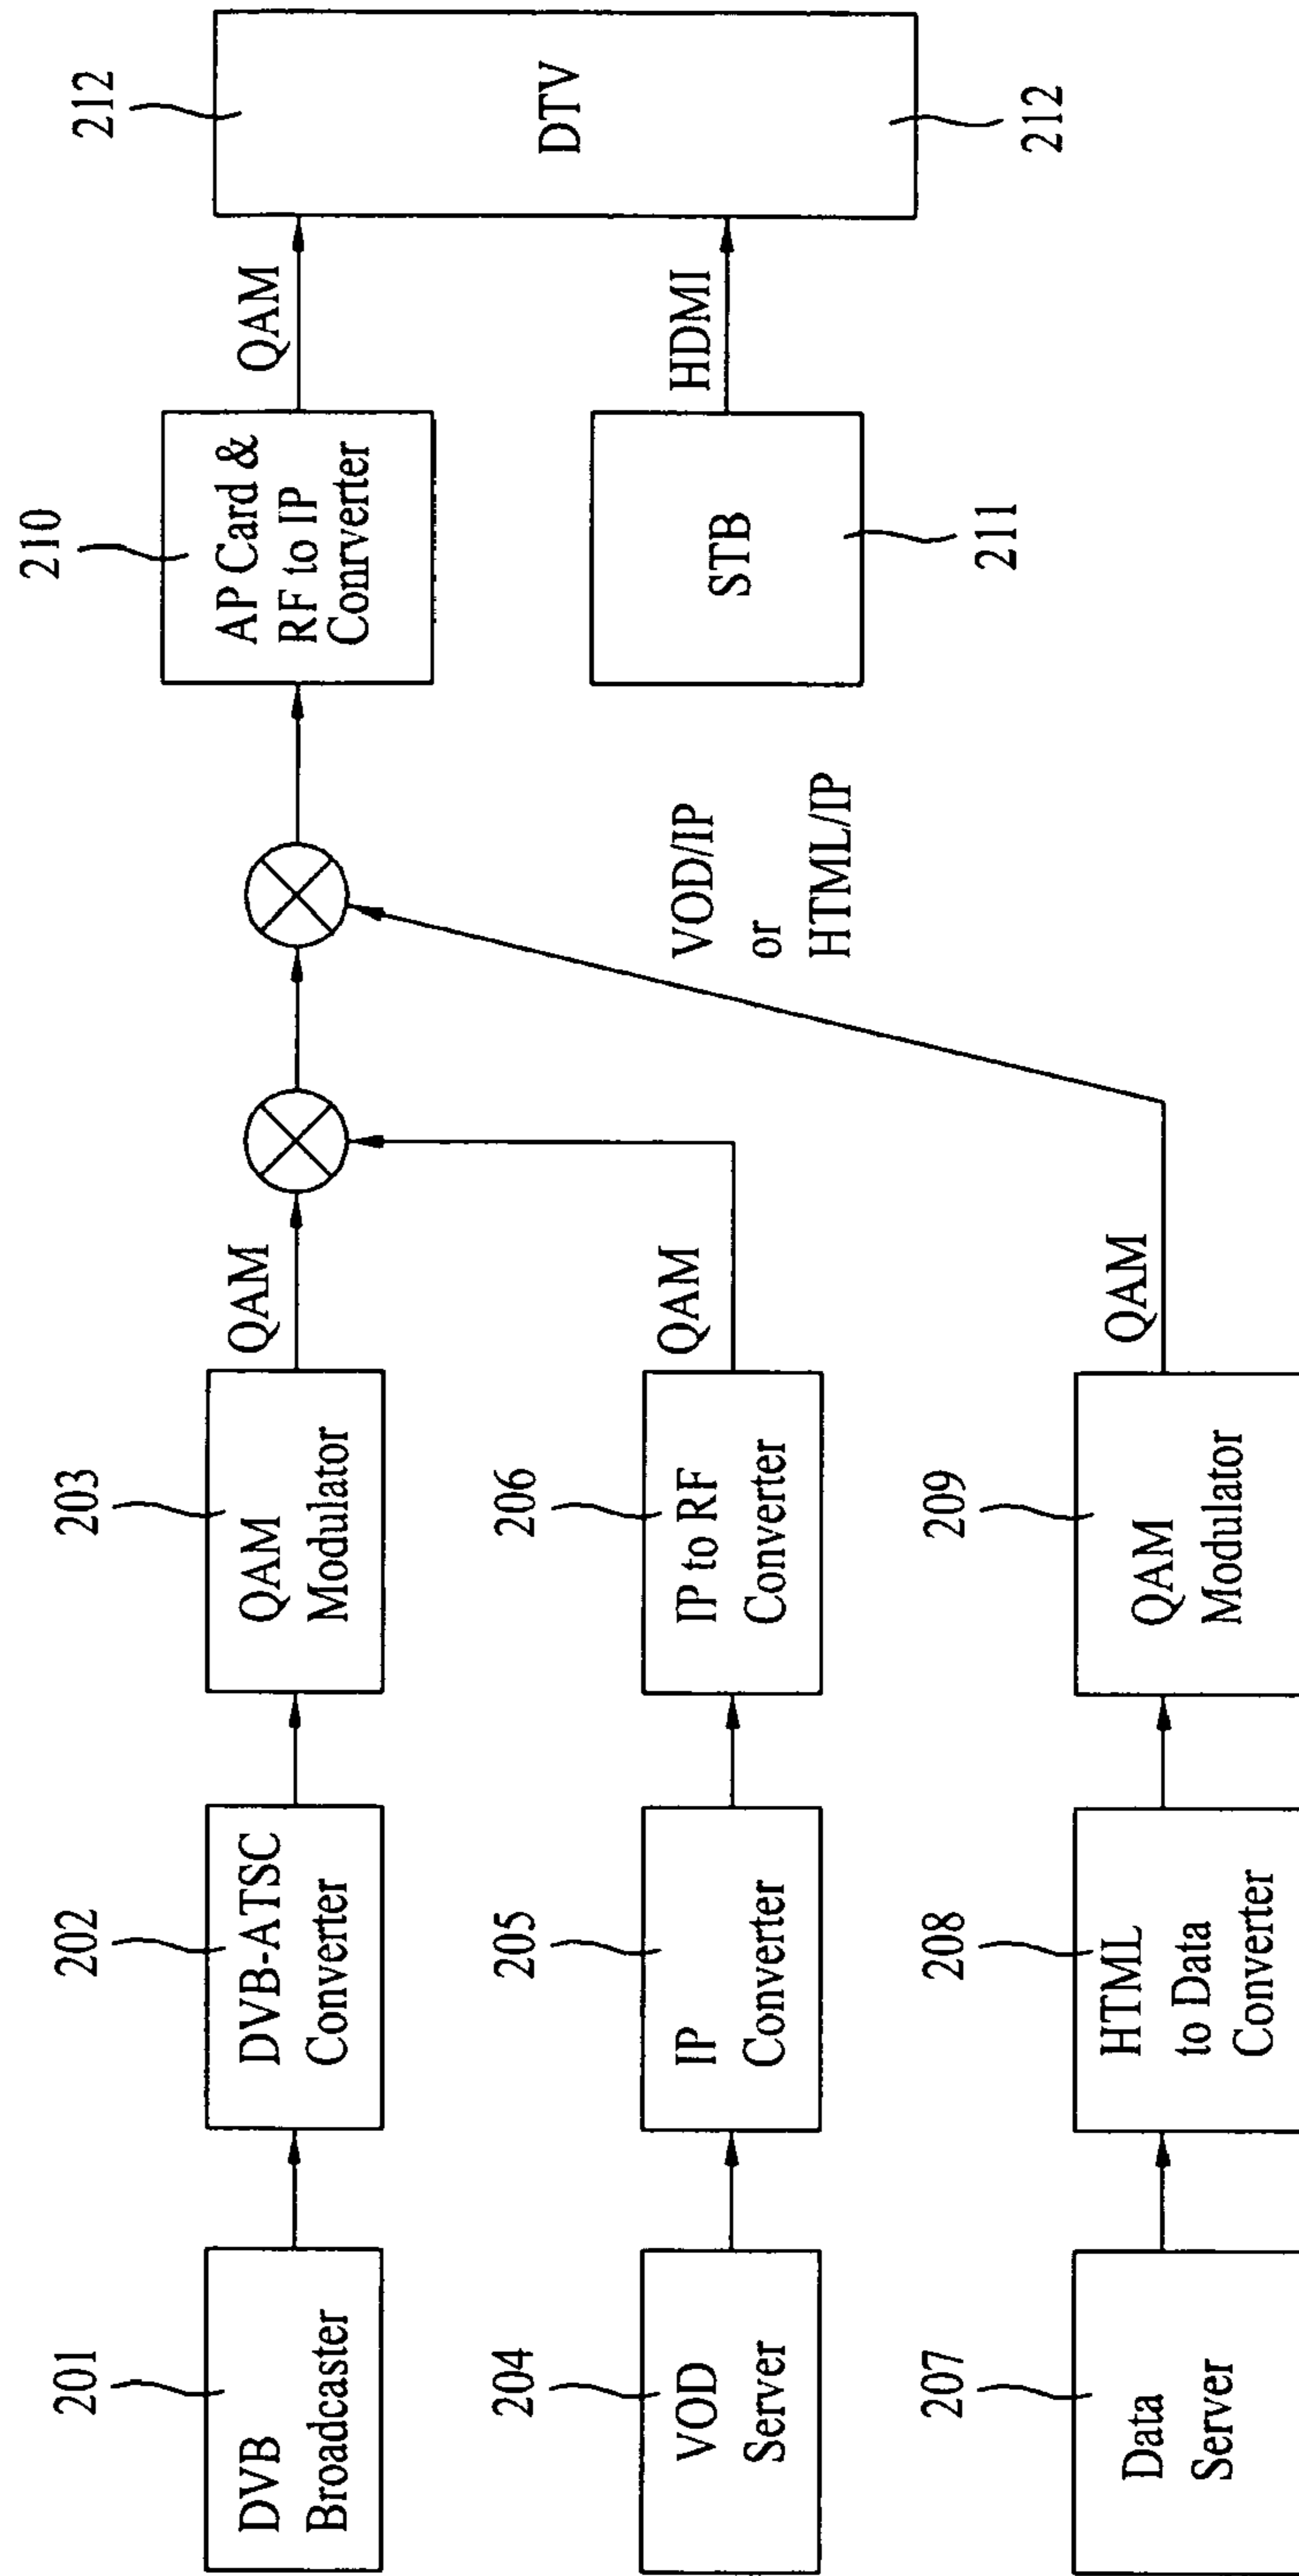 201
DVB
Broadcaster
202
DVB-ATSC
Converter
203
QAM
Modulator
QAM
204
VOD
Server
205
IP
Converter
206
IP to RF
Converter
QAM
207
Data
Server
208
HTML
to Data
Converter
209
QAM
Modulator
QAM
VOD/IP
or
HTML/IP
210
AP Card &
RF to IP
Conrverter
QAM
STB
211
HDMI
212
DTV
212